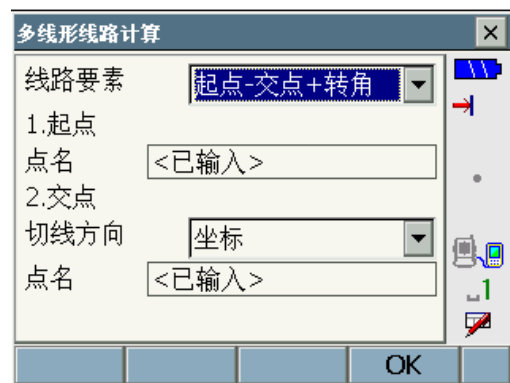 多线形线路计算
线路要素 起点-交点+转角
1.起点
点名 <已输入>
2.交点
切线方向 坐标
点名 <已输入>
1
OK